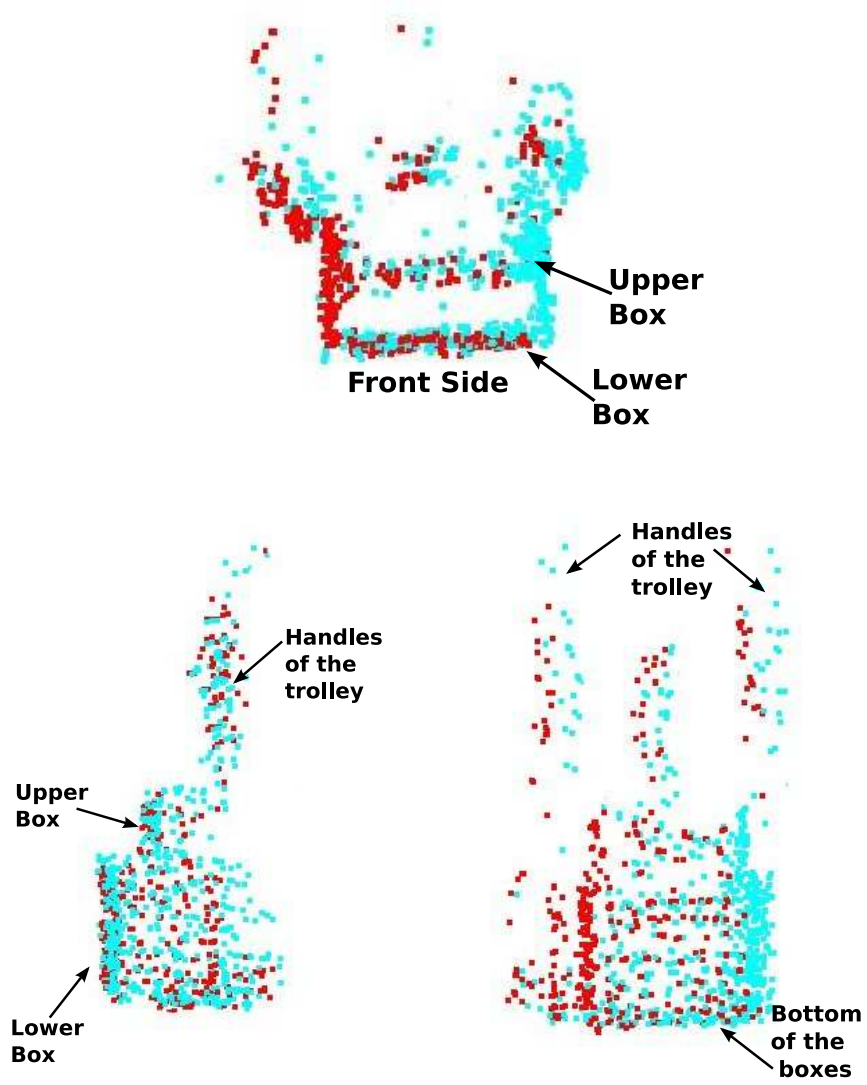 Upper
Box
Front Side
Lower
Box
Handles
of the
trolley
Handles
of the
trolley
Upper
Box
Lower
Box
Bottom
of the
boxes